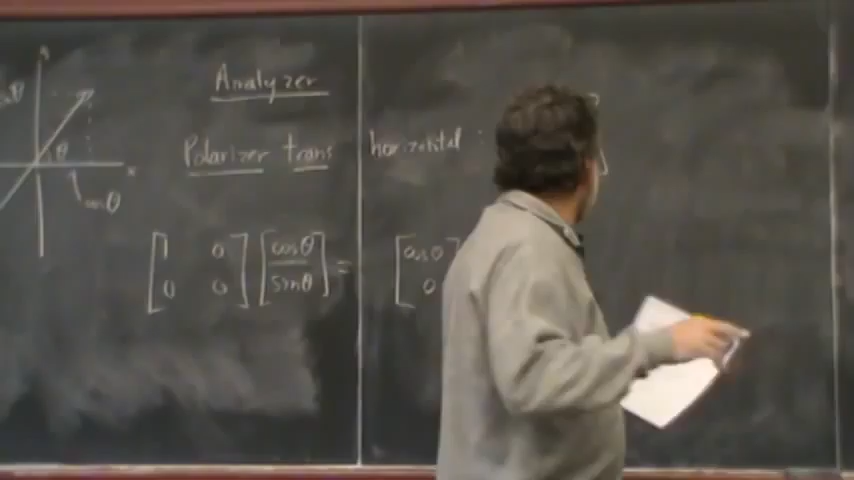 Analyzer
Polarizer trans horizontal :
θ
x
cosθ
[1 0] [cosθ] = [cosθ
[0 0] [sinθ] 0